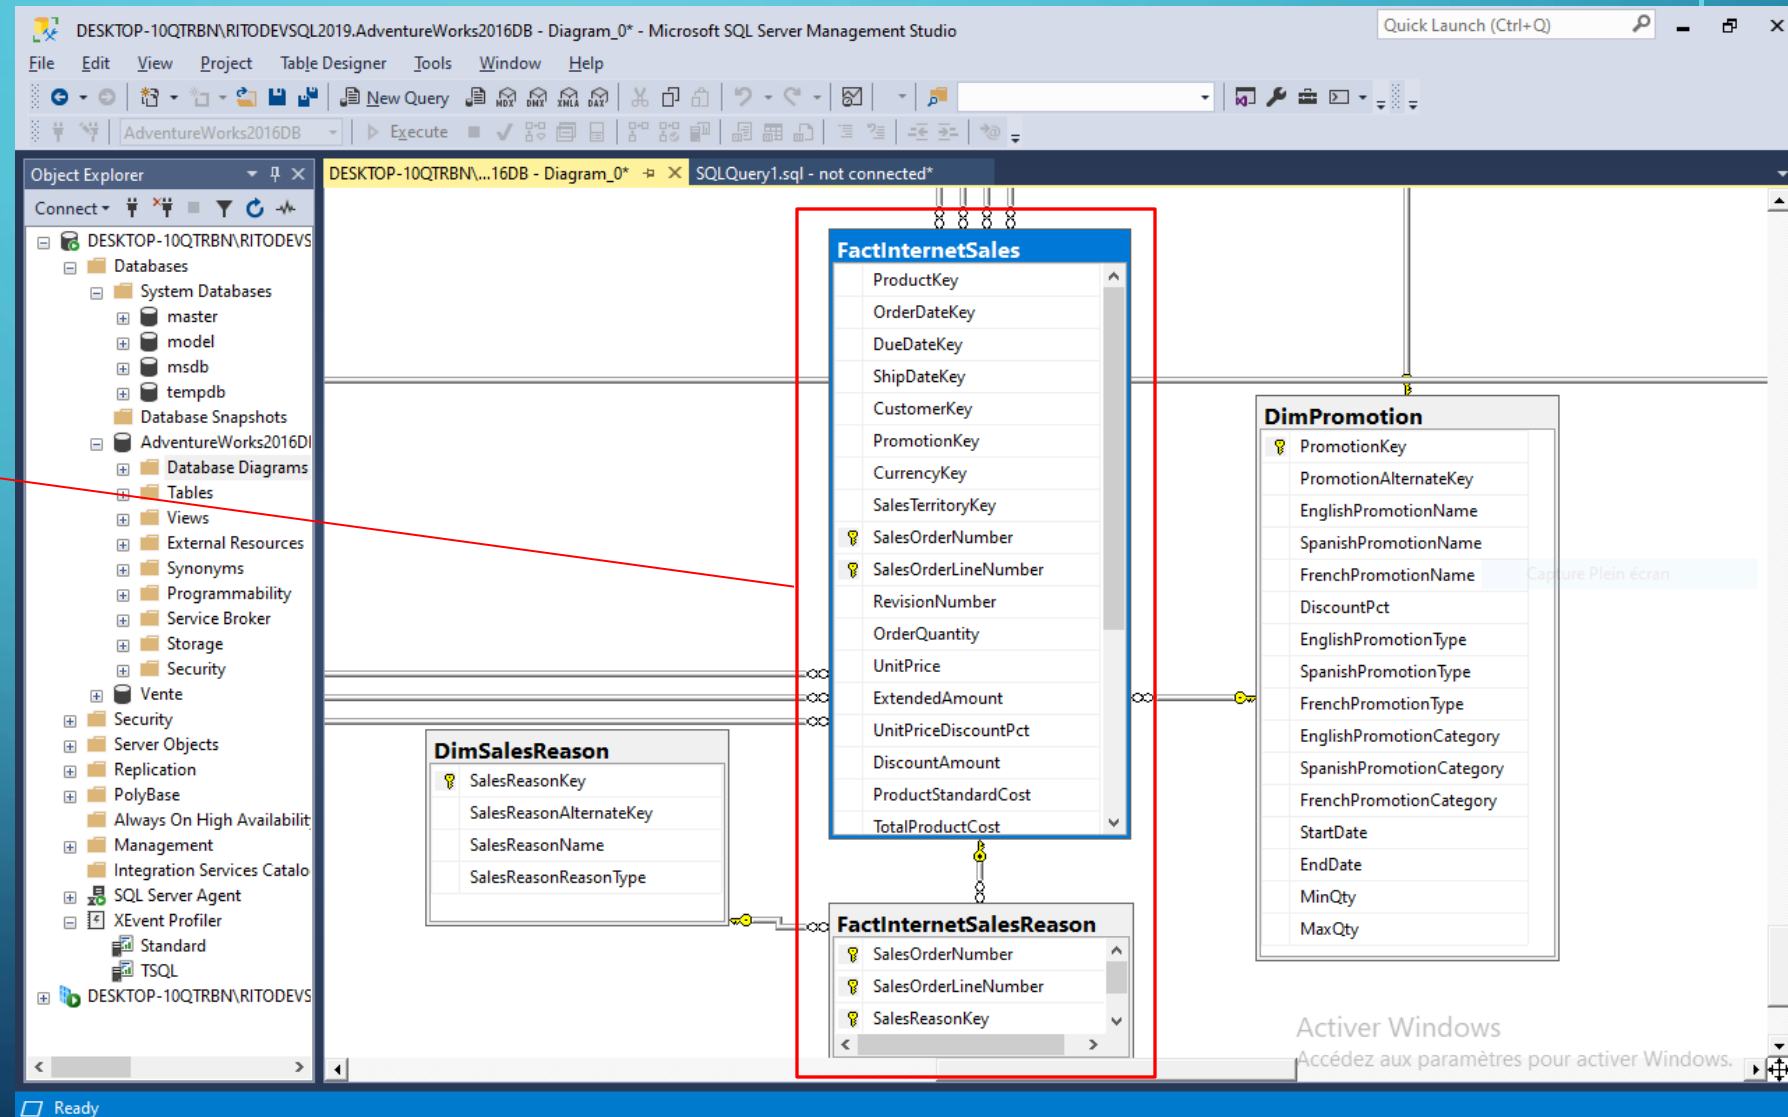 DESKTOP-10QTRBN\RITODEVSQL2019.AdventureWorks2016DB - Diagram_0* - Microsoft SQL Server Management Studio
Quick Launch (Ctrl+Q)
File Edit View Project Table Designer Tools Window Help
New Query MDX DMX XMLA DAX
AdventureWorks2016DB Execute
Object Explorer
DESKTOP-10QTRBN\...16DB - Diagram_0*
SQLQuery1.sql - not connected*
Connect
DESKTOP-10QTRBN\RITODEVS
Databases
System Databases
master
model
msdb
tempdb
Database Snapshots
AdventureWorks2016DI
Database Diagrams
Tables
Views
External Resources
Synonyms
Programmability
Service Broker
Storage
Security
Vente
Security
Server Objects
Replication
PolyBase
Always On High Availabilit
Management
Integration Services Catalo
SQL Server Agent
XEvent Profiler
Standard
TSQL
DESKTOP-10QTRBN\RITODEVS
FactInternetSales
ProductKey
OrderDateKey
DueDateKey
ShipDateKey
CustomerKey
PromotionKey
CurrencyKey
SalesTerritoryKey
SalesOrderNumber
SalesOrderLineNumber
RevisionNumber
OrderQuantity
UnitPrice
ExtendedAmount
UnitPriceDiscountPct
DiscountAmount
ProductStandardCost
TotalProductCost
DimSalesReason
SalesReasonKey
SalesReasonAlternateKey
SalesReasonName
SalesReasonReasonType
FactInternetSalesReason
SalesOrderNumber
SalesOrderLineNumber
SalesReasonKey
DimPromotion
PromotionKey
PromotionAlternateKey
EnglishPromotionName
SpanishPromotionName
FrenchPromotionName
DiscountPct
EnglishPromotionType
SpanishPromotionType
FrenchPromotionType
EnglishPromotionCategory
SpanishPromotionCategory
FrenchPromotionCategory
StartDate
EndDate
MinQty
MaxQty
Capture Plein écran
Activer Windows
Accédez aux paramètres pour activer Windows.
Ready